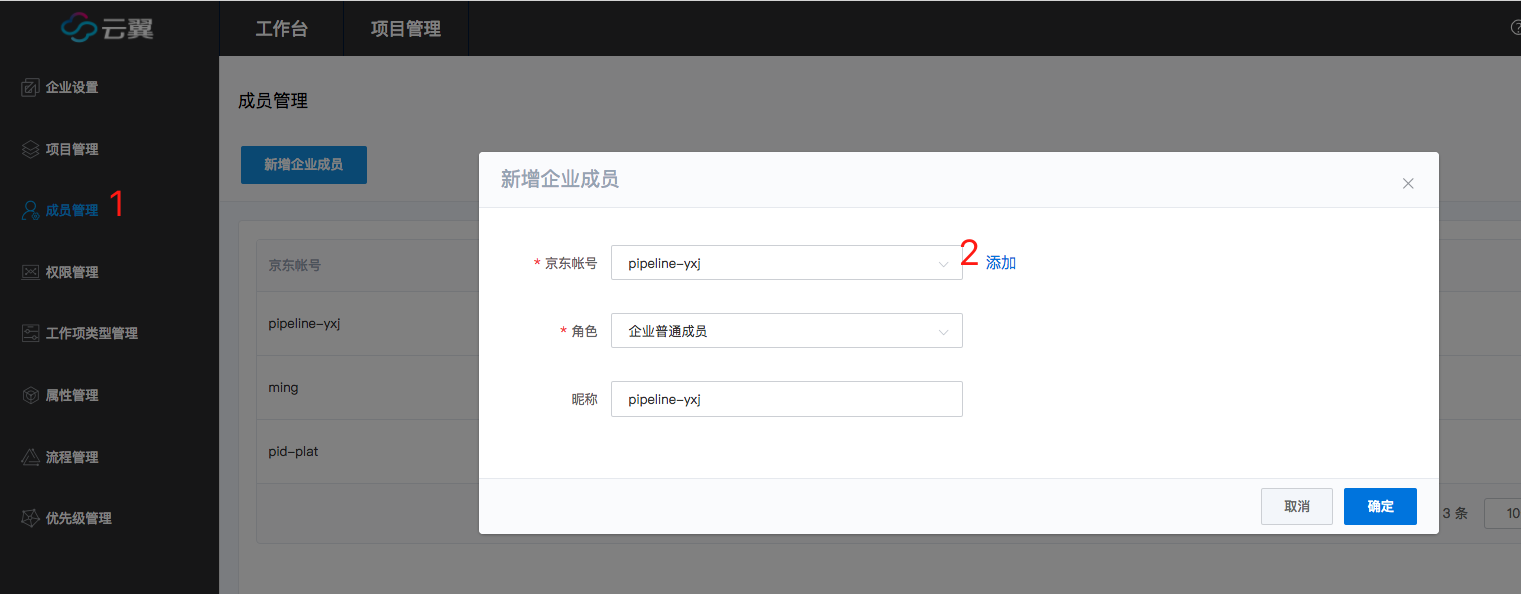 云翼
工作台
项目管理
企业设置
项目管理
成员管理 1
权限管理
工作项类型管理
属性管理
流程管理
优先级管理
成员管理
新增企业成员
京东帐号
pipeline-yxj
ming
pid-plat
新增企业成员
* 京东帐号 pipeline-yxj 2 添加
* 角色 企业普通成员
昵称 pipeline-yxj
取消 确定
3 条 10